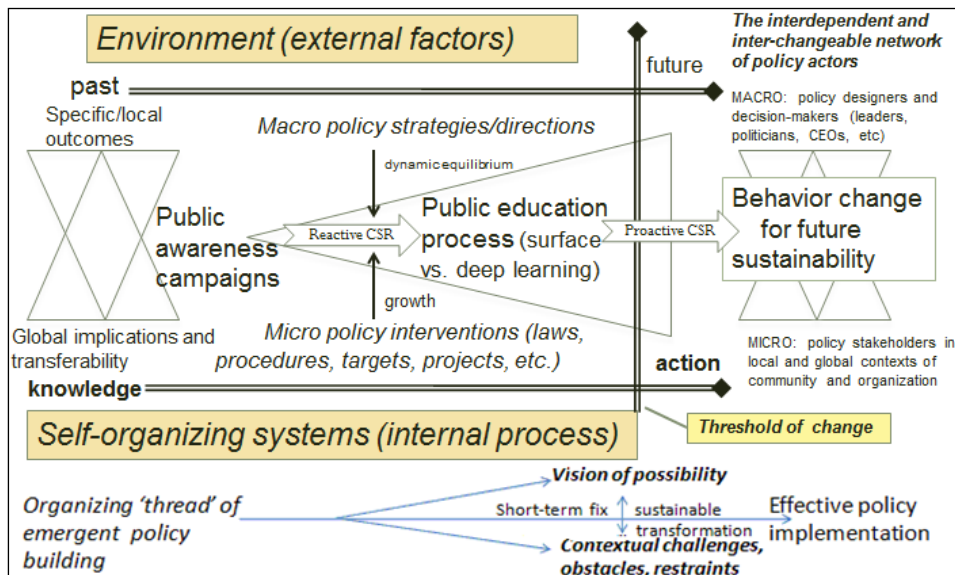 Environment (external factors)
The interdependent and
inter-changeable network
of policy actors
past
future
Specific/local
outcomes
Macro policy strategies/directions
MACRO: policy designers and
decision-makers (leaders,
politicians, CEOs, etc)
dynamic equilibrium
Public
awareness
campaigns
Reactive CSR
Public education
process (surface
vs. deep learning)
Proactive CSR
Behavior change
for future
sustainability
growth
Global implications and
transferability
Micro policy interventions (laws,
procedures, targets, projects, etc.)
MICRO: policy stakeholders in
local and global contexts of
community and organization
knowledge
action
Self-organizing systems (internal process)
Threshold of change
Vision of possibility
Organizing ‘thread’ of
emergent policy
building
Short-term fix
sustainable
transformation
Effective policy
implementation
Contextual challenges,
obstacles, restraints